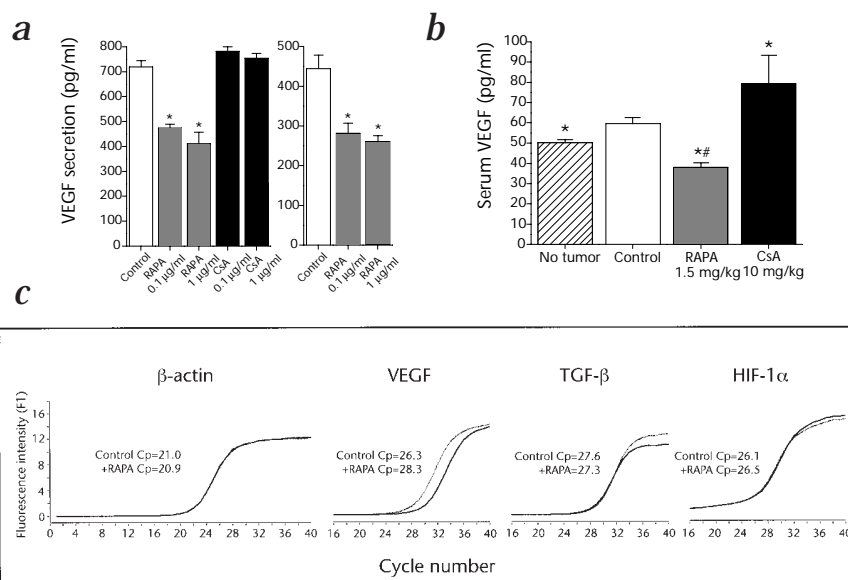 a
VEGF secretion (pg/ml)
800
700
600
500
400
300
200
100
0
* *
Control
RAPA 0.1 µg/ml
RAPA 1 µg/ml
CsA 0.1 µg/ml
CsA 1 µg/ml
500
400
300
200
100
0
* *
Control
RAPA 0.1 µg/ml
RAPA 1 µg/ml
b
Serum VEGF (pg/ml)
100
90
80
70
60
50
40
30
20
10
0
*
*#
*
No tumor
Control
RAPA
1.5 mg/kg
CsA
10 mg/kg
c
β-actin
VEGF
TGF-β
HIF-1α
Fluorescence intensity (F1)
16
12
8
4
0
Control Cp=21.0
+RAPA Cp=20.9
0 4 8 12 16 20 24 28 32 36 40
Control Cp=26.3
+RAPA Cp=28.3
16 20 24 28 32 36 40
Control Cp=27.6
+RAPA=27.3
16 20 24 28 32 36 40
Control Cp=26.1
+RAPA Cp=26.5
16 20 24 28 32 36 40
Cycle number